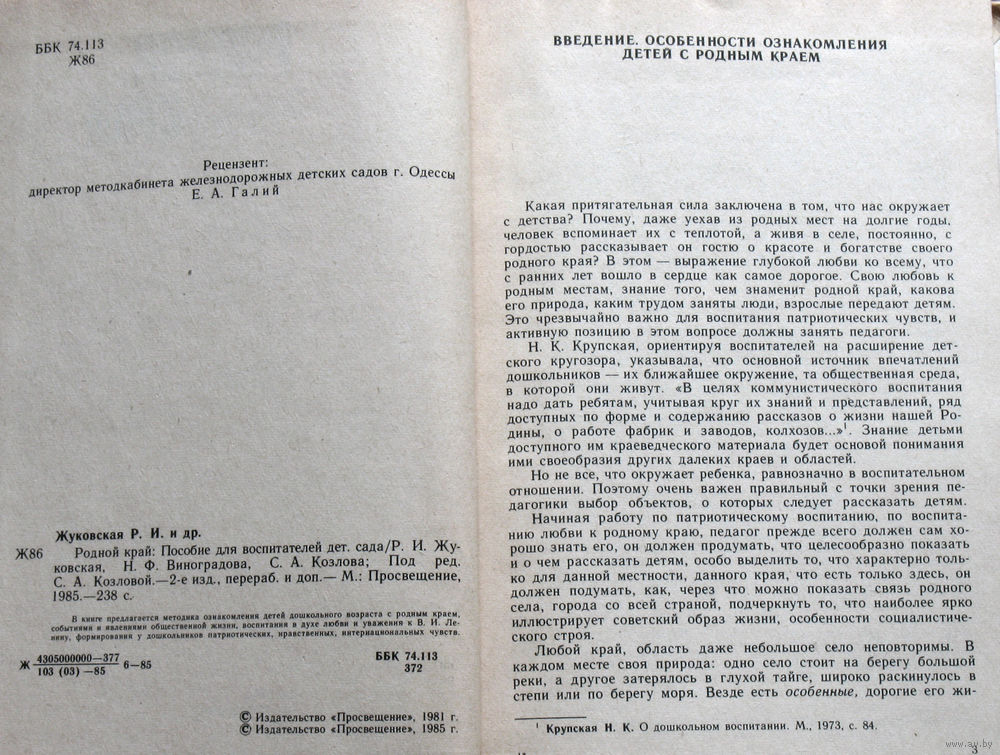 ББК 74.113
Ж86
Рецензент:
директор методкабинета железнодорожных детских садов г. Одессы
Е. А. Галий
Жуковская Р. И. и др.
Ж86 Родной край: Пособие для воспитателей дет. сада/Р. И. Жу-
ковская, Н. Ф. Виноградова, С. А. Козлова; Под ред.
С. А. Козловой.—2-е изд., перераб. и доп.— М.: Просвещение,
1985.—238 с.
В книге предлагается методика ознакомления детей дошкольного возраста с родным краем,
событиями и явлениями общественной жизни, воспитания в духе любви и уважения к В. И. Ле-
нину, формирования у дошкольников патриотических, нравственных, интернациональных чувств.
Ж 4305000000—377
103 (03) —85 6—85
ББК 74.113
372
© Издательство «Просвещение», 1981 г.
© Издательство «Просвещение», 1985 г.
ВВЕДЕНИЕ. ОСОБЕННОСТИ ОЗНАКОМЛЕНИЯ
ДЕТЕЙ С РОДНЫМ КРАЕМ
Какая притягательная сила заключена в том, что нас окружает
с детства? Почему, даже уехав из родных мест на долгие годы,
человек вспоминает их с теплотой, а живя в селе, постоянно, с
гордостью рассказывает он гостю о красоте и богатстве своего
родного края? В этом — выражение глубокой любви ко всему, что
с ранних лет вошло в сердце как самое дорогое. Свою любовь к
родным местам, знание того, чем знаменит родной край, какова
его природа, каким трудом заняты люди, взрослые передают детям.
Это чрезвычайно важно для воспитания патриотических чувств, и
активную позицию в этом вопросе должны занять педагоги.
Н. К. Крупская, ориентируя воспитателей на расширение дет-
ского кругозора, указывала, что основной источник впечатлений
дошкольников — их ближайшее окружение, та общественная среда,
в которой они живут. «В целях коммунистического воспитания
надо дать ребятам, учитывая круг их знаний и представлений, ряд
доступных по форме и содержанию рассказов о жизни нашей Ро-
дины, о работе фабрик и заводов, колхозов...»¹. Знание детьми
доступного им краеведческого материала будет основой понимания
ими своеобразия других далеких краев и областей.
Но не все, что окружает ребенка, равнозначно в воспитательном
отношении. Поэтому очень важен правильный с точки зрения пе-
дагогики выбор объектов, о которых следует рассказать детям.
Начиная работу по патриотическому воспитанию, по воспита-
нию любви к родному краю, педагог прежде всего должен сам хо-
рошо знать его, он должен продумать, что целесообразно показать
и о чем рассказать детям, особо выделить то, что характерно толь-
ко для данной местности, данного края, что есть только здесь, он
должен подумать, как, через что можно показать связь родного
села, города со всей страной, подчеркнуть то, что наиболее ярко
иллюстрирует советский образ жизни, особенности социалистиче-
ского строя.
Любой край, область даже небольшое село неповторимы. В
каждом месте своя природа: одно село стоит на берегу большой
реки, а другое затерялось в глухой тайге, широко раскинулось в
степи или по берегу моря. Везде есть особенные, дорогие его жи-
¹ Крупская Н. К. О дошкольном воспитании. М., 1973, с. 84.
3
www.ay.by